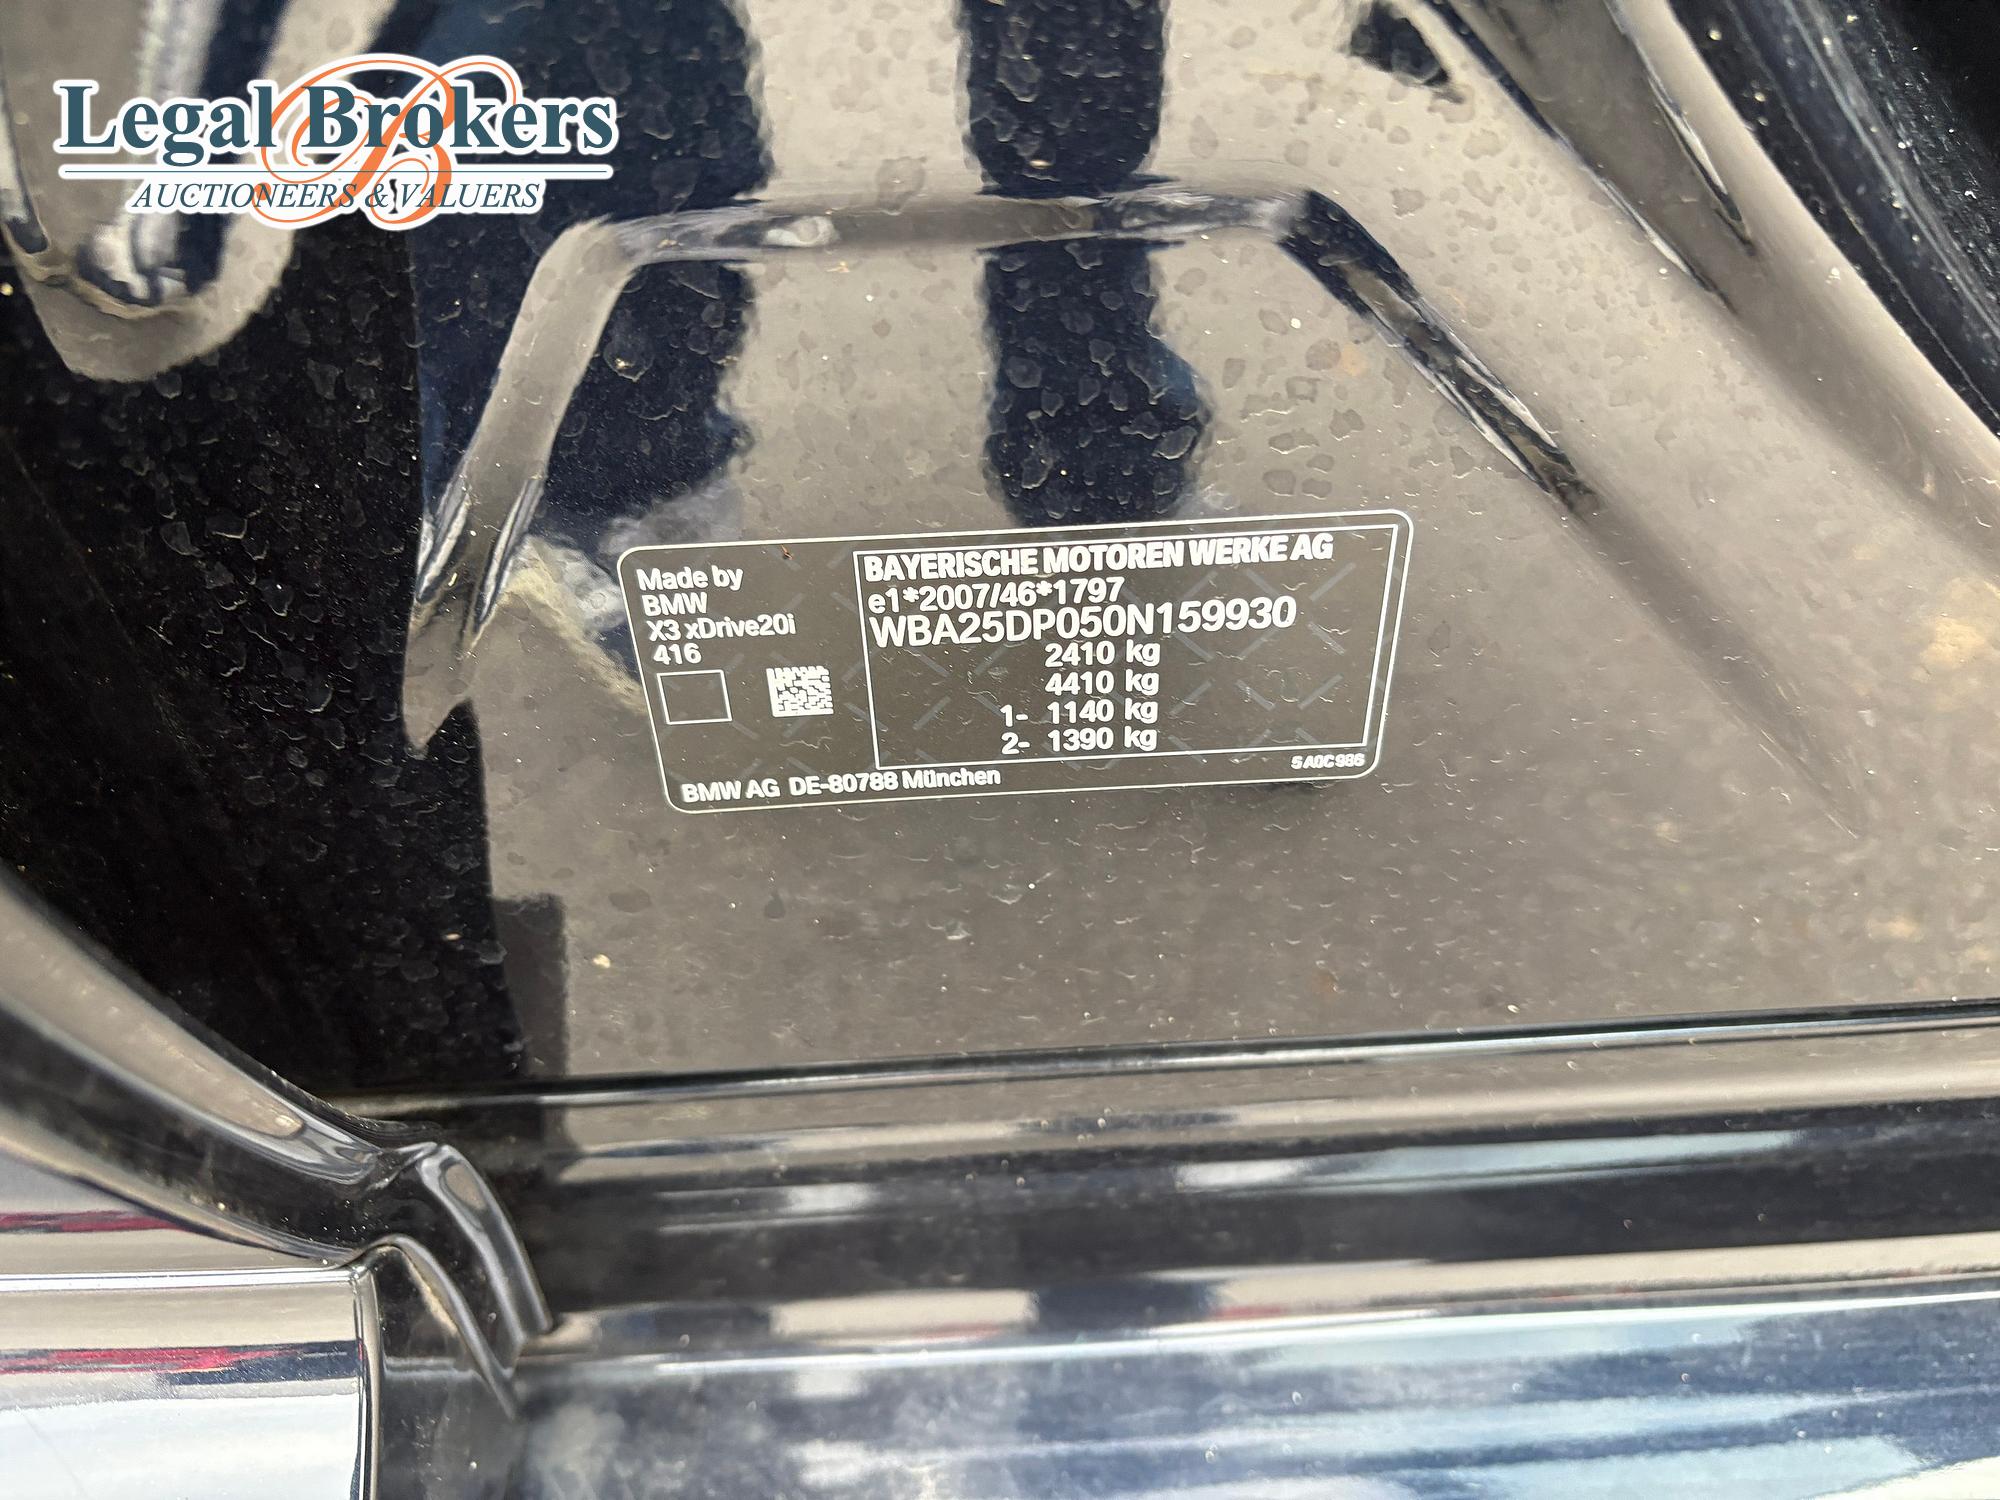 Legal Brokers
AUCTIONEERS & VALUERS
Made by
BMW
X3 xDrive20i
416
BAYERISCHE MOTOREN WERKE AG
e1*2007/46*1797
WBA25DP050N159930
2410 kg
4410 kg
1- 1140 kg
2- 1390 kg
BMW AG DE-80788 München
5A0C986